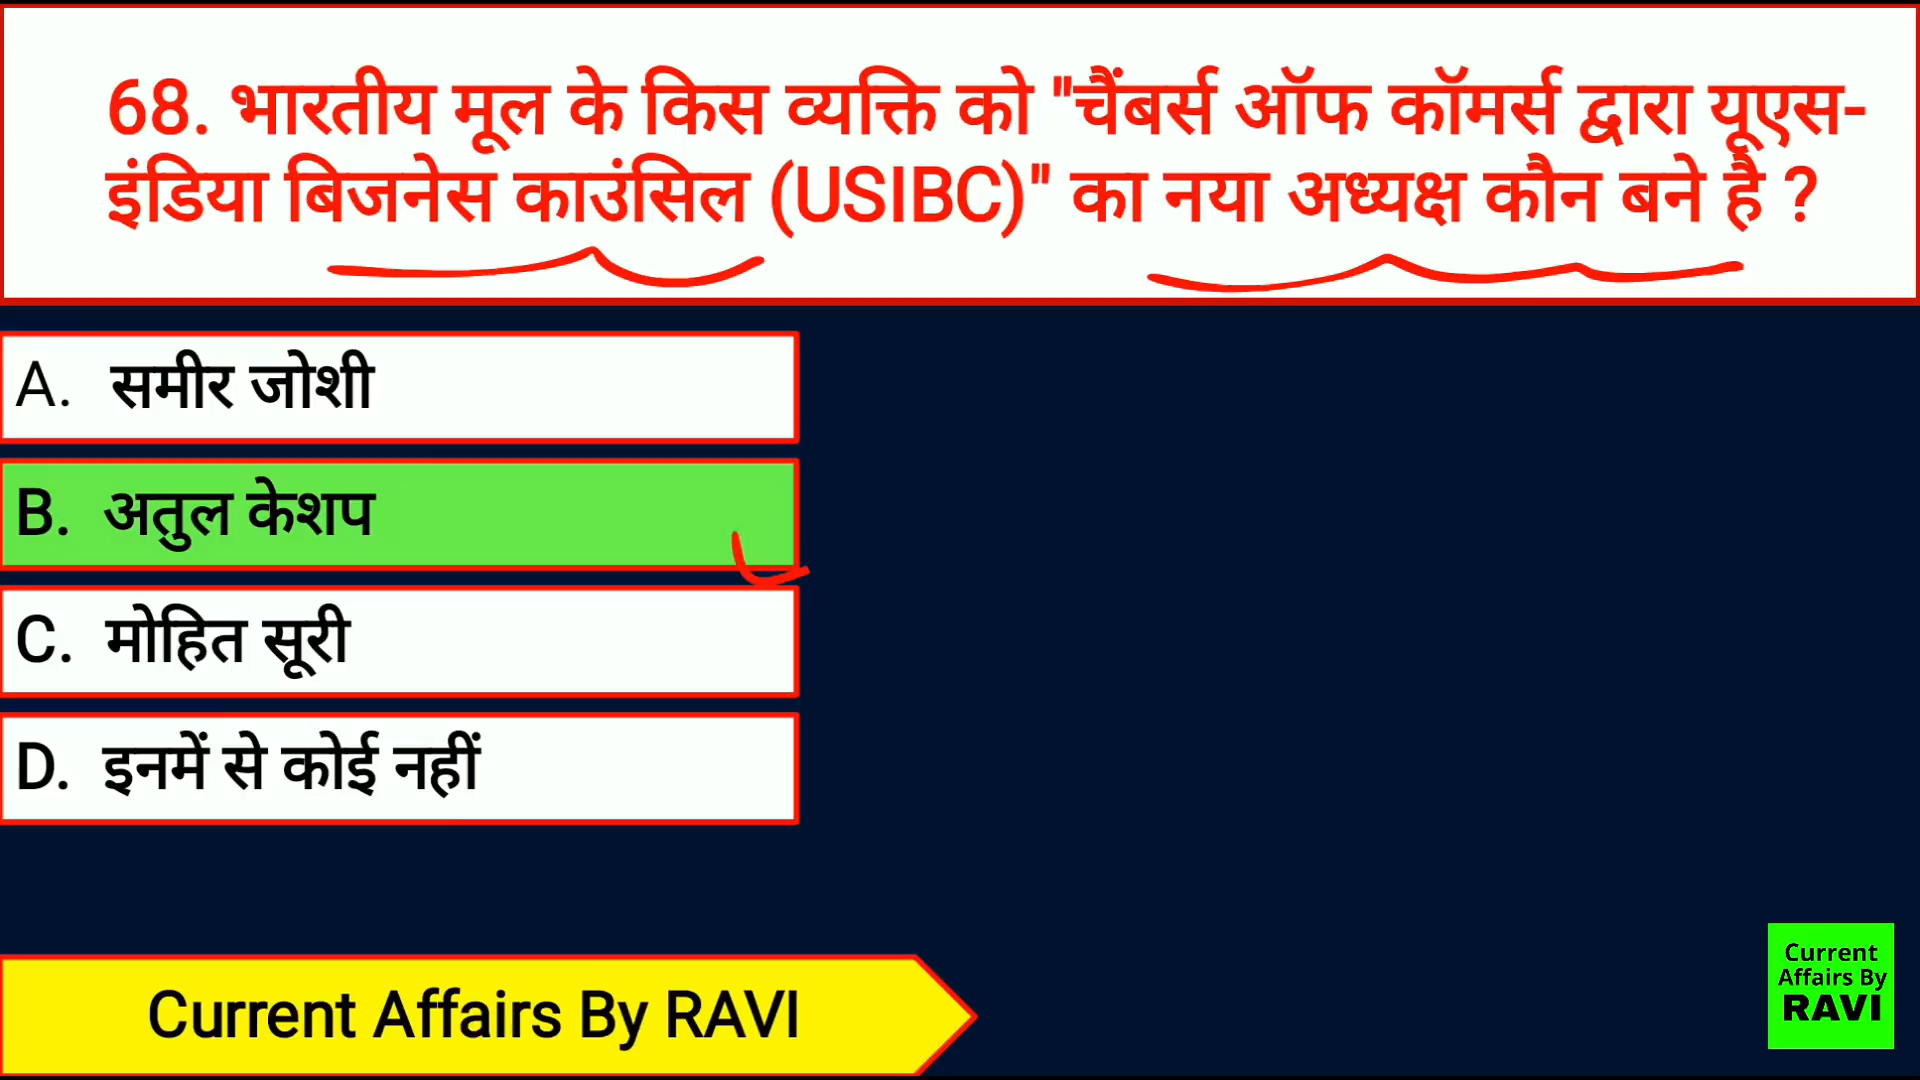 68. भारतीय मूल के किस व्यक्ति को "चैंबर्स ऑफ कॉमर्स द्वारा यूएस-
इंडिया बिजनेस काउंसिल (USIBC)" का नया अध्यक्ष कौन बने है ?
A. समीर जोशी
B. अतुल केशप
C. मोहित सूरी
D. इनमें से कोई नहीं
Current Affairs By RAVI
Current
Affairs By
RAVI